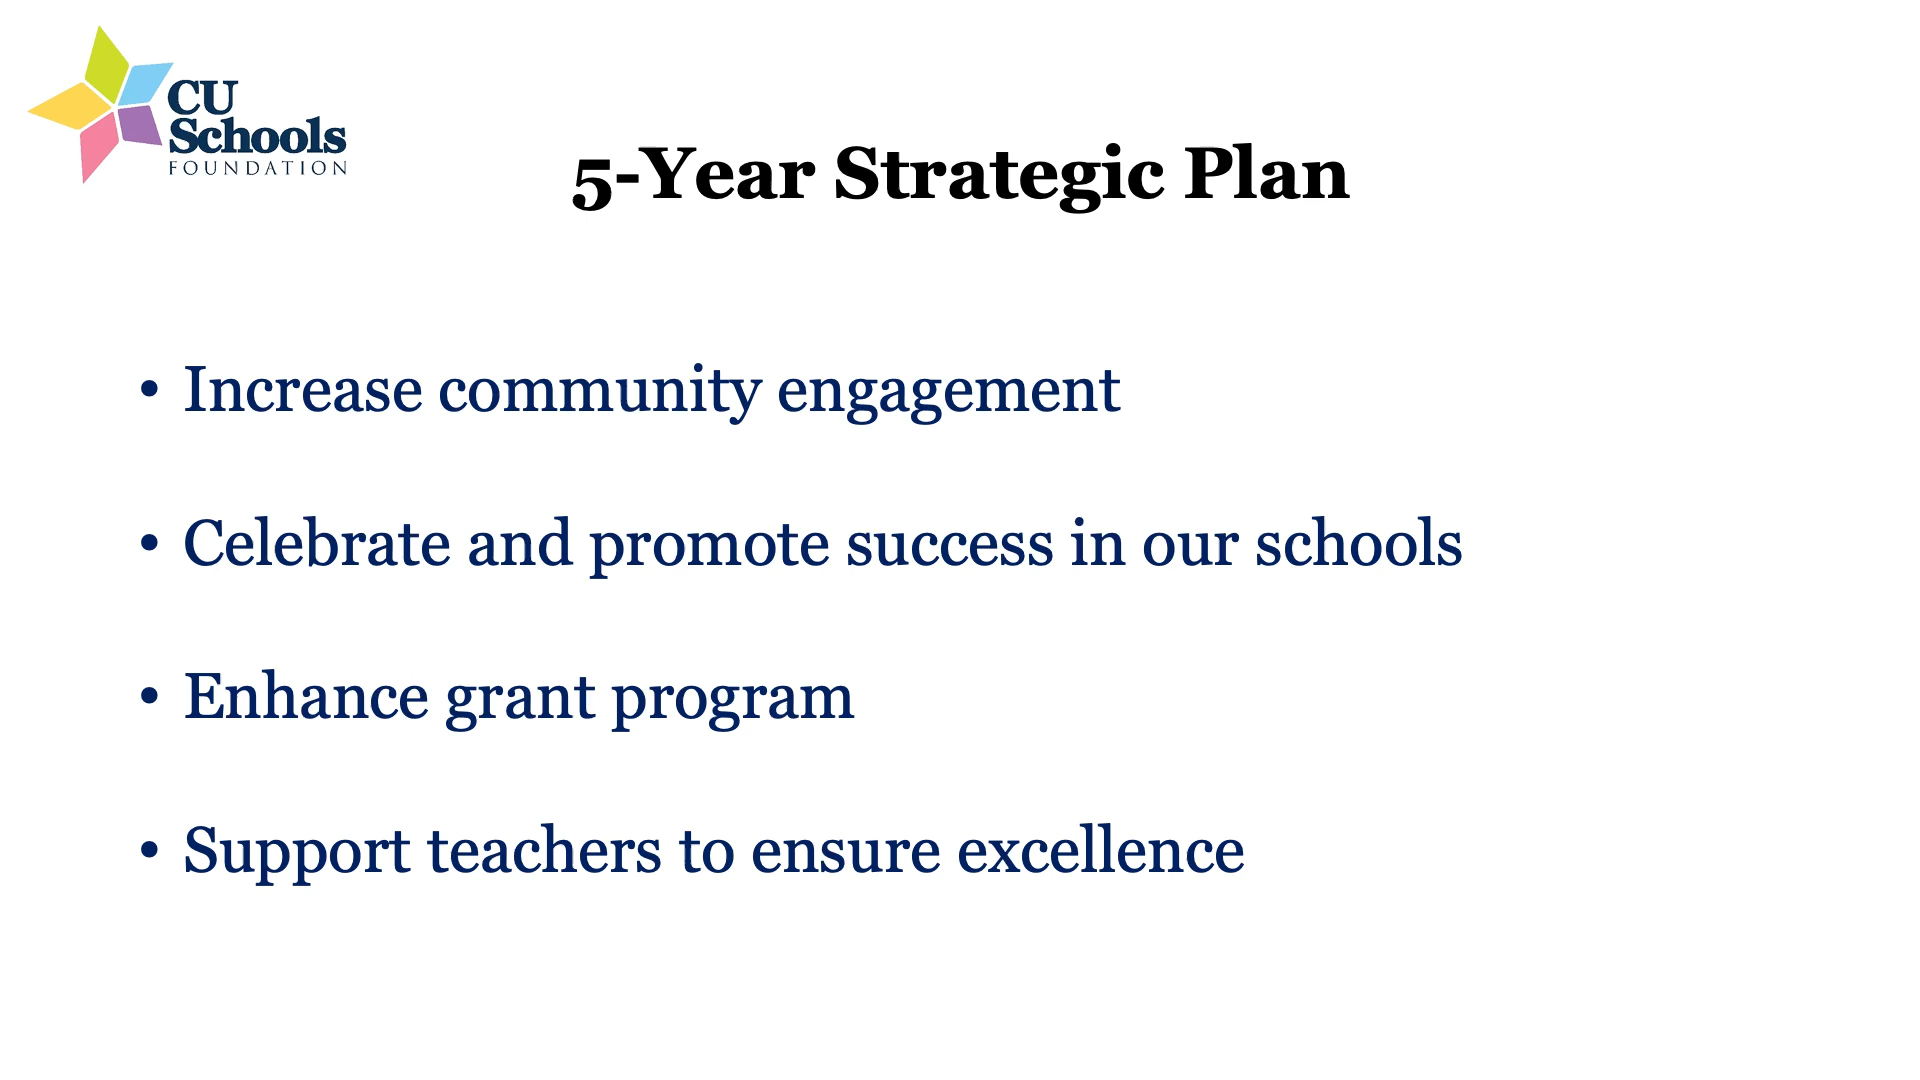 CU
Schools
FOUNDATION
5-Year Strategic Plan
• Increase community engagement
• Celebrate and promote success in our schools
• Enhance grant program
• Support teachers to ensure excellence